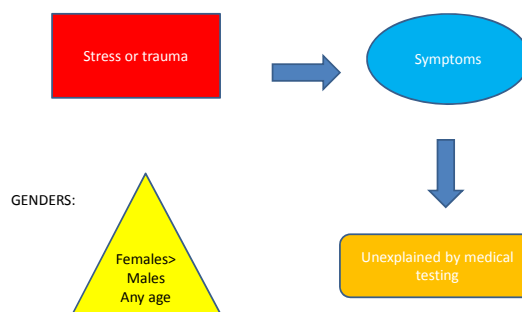 Stress or trauma
Symptoms
GENDERS:
Females>
Males
Any age
Unexplained by medical
testing